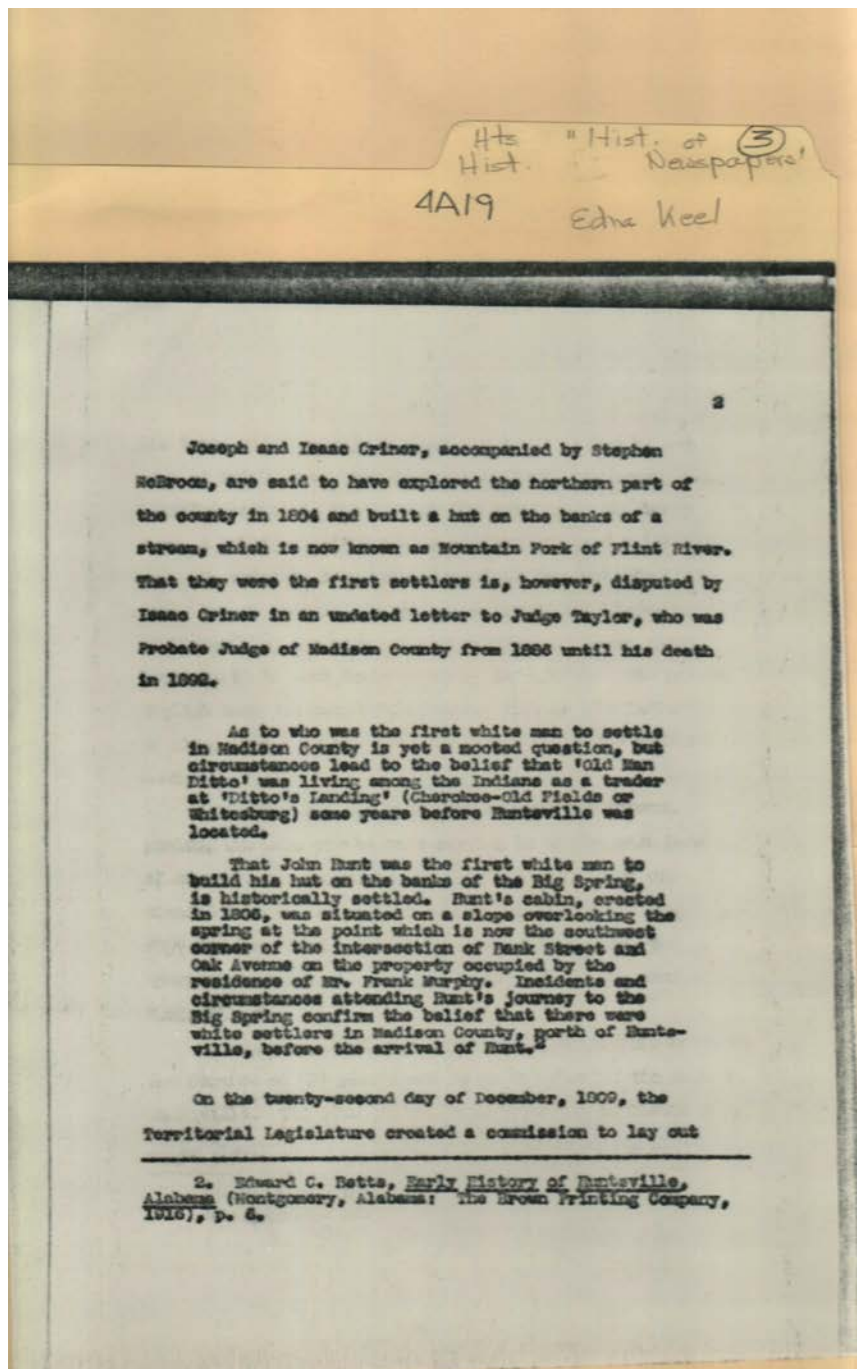 Hts "Hist. of ③
Hist. Newspapers"
4A19
Edna Keel
2
Joseph and Isaac Criner, accompanied by Stephen
McBroom, are said to have explored the northern part of
the county in 1804 and built a hut on the banks of a
stream, which is now known as Mountain Fork of Flint River.
That they were the first settlers is, however, disputed by
Isaac Criner in an undated letter to Judge Taylor, who was
Probate Judge of Madison County from 1886 until his death
in
As to who was the first white man to settle
in Madison County is yet a mooted question, but
circumstances lead to the belief that 'Old Man
Ditto' was living among the Indians as a trader
at 'Ditto's Landing' (Cherokee-Old Fields or
Whitesburg) some years before Huntsville was
located.
That John Hunt was the first white man to
build his hut on the banks of the Big Spring,
is historically settled. Hunt's cabin, erected
in 1805, was situated on a slope overlooking the
spring at the point which is now the southwest
corner of the intersection of Bank Street and
Oak Avenue on the property occupied by the
residence of Mr. Frank Murphy. Incidents and
circumstances attending Hunt's journey to the
Big Spring confirm the belief that there were
white settlers in Madison County, north of Hunts-
ville, before the arrival of Hunt.2
On the twenty-second day of December, 1809, the
Territorial Legislature created a commission to lay out
2. Edward C. Betts, Early History of Huntsville,
Alabama (Montgomery, Alabama: The Brown Printing Company,
1916), p. 6.